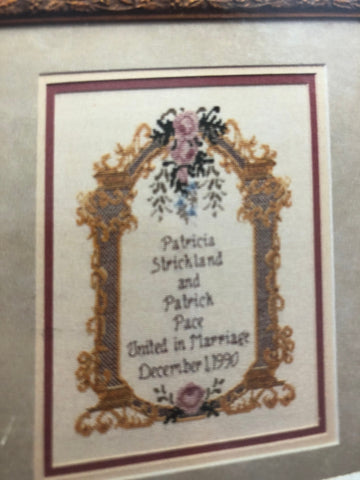 Patricia
Strickland
and
Patrick
Pace
United in Marriage
December 1, 1990